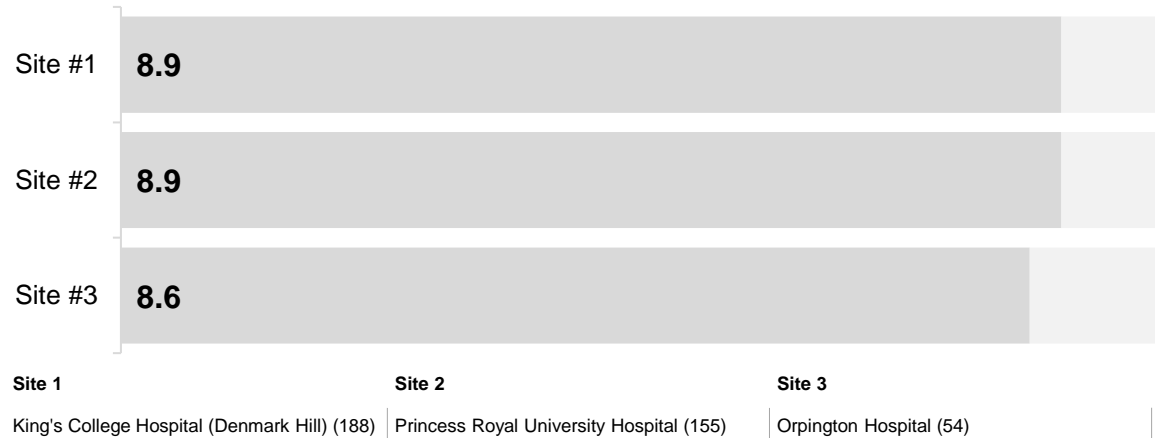 Site #1
8.9
Site #2
8.9
Site #3
8.6
Site 1
Site 2
Site 3
King's College Hospital (Denmark Hill) (188)
Princess Royal University Hospital (155)
Orpington Hospital (54)